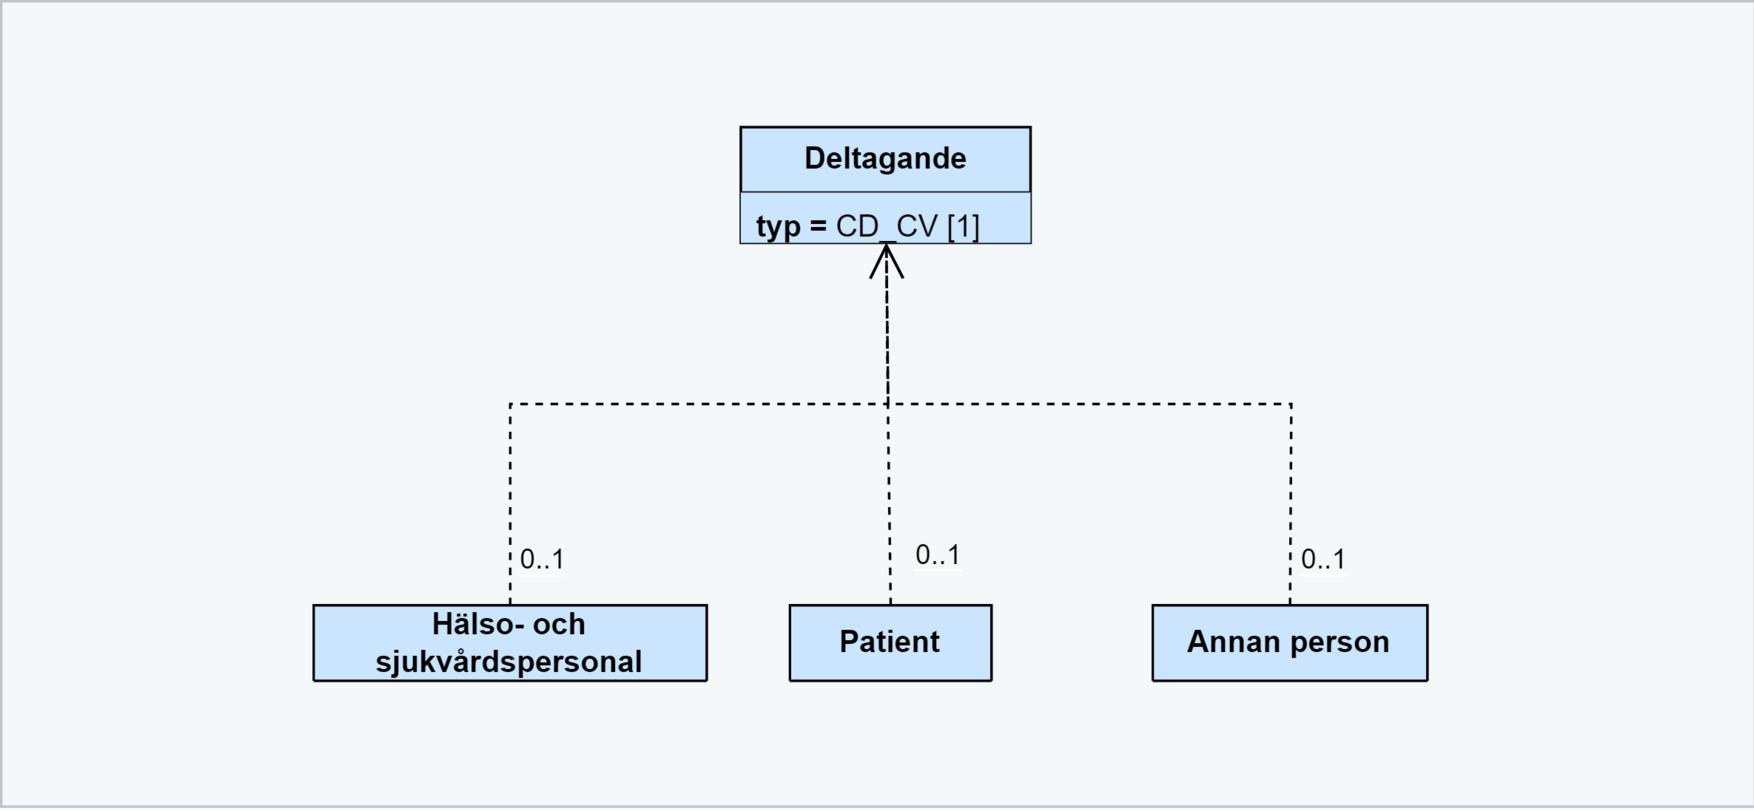 Deltagande
typ = CD_CV [1]
0..1
0..1
0..1
Hälso- och
sjukvårdspersonal
Patient
Annan person